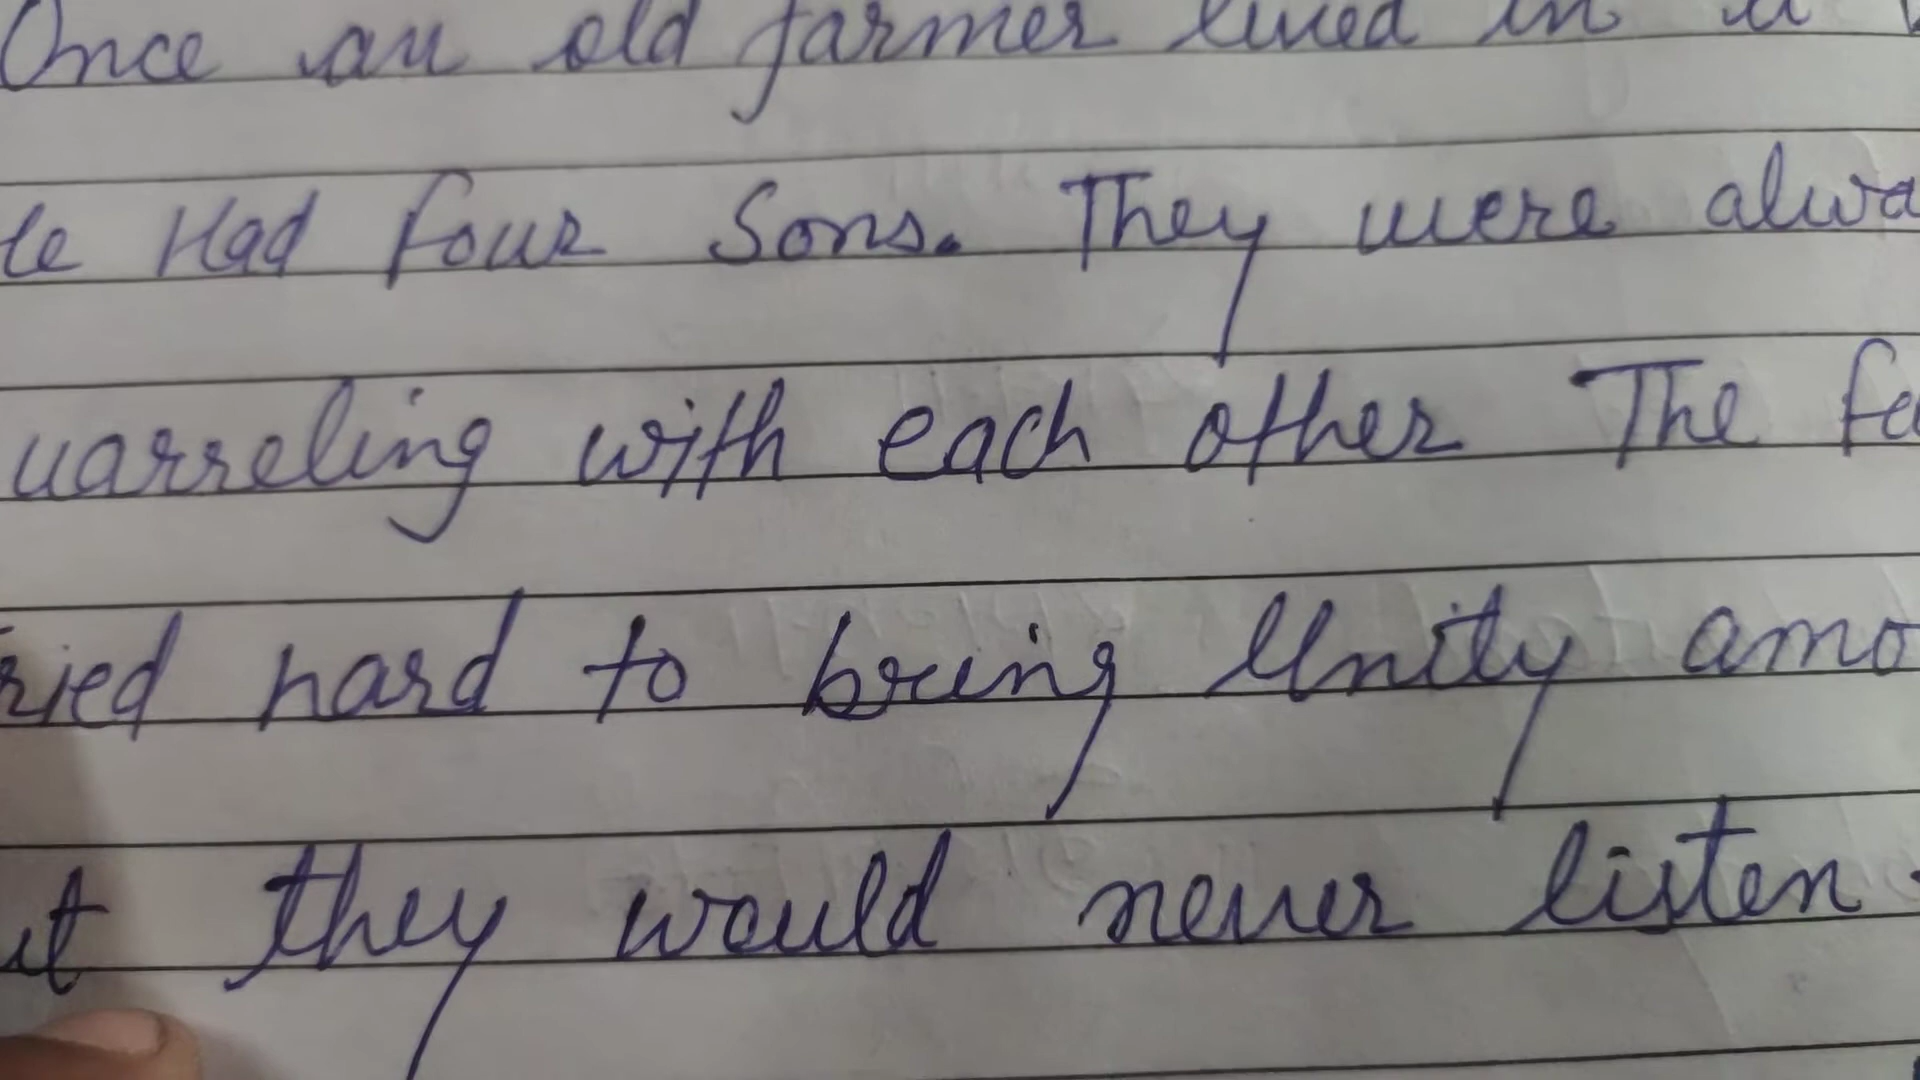 Once an old farmer lived in a
He Had four Sons. They were alwa
uarreling with each other The fa
ried hard to bring Unity amo
ut they would never listen.